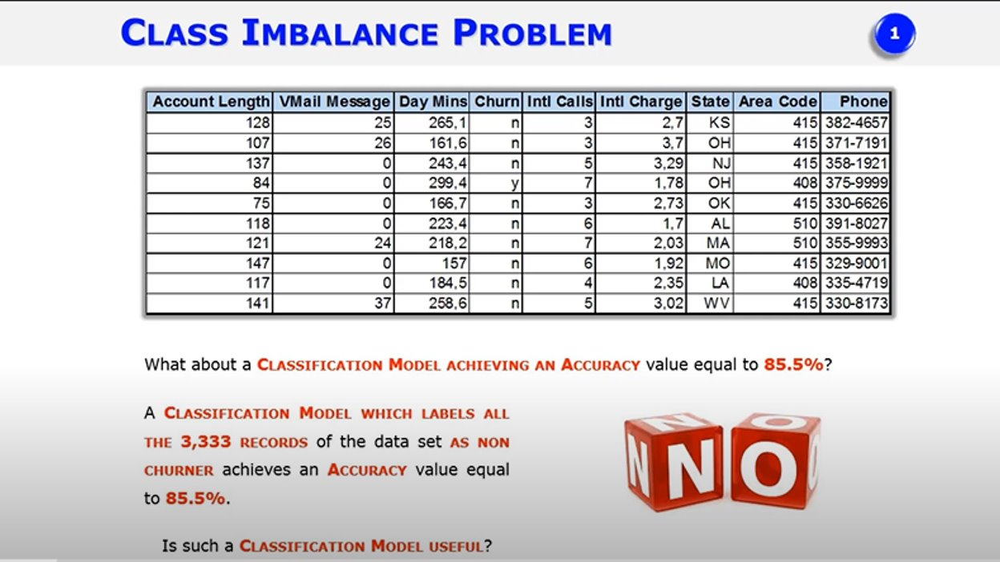 CLASS IMBALANCE PROBLEM
1
Account Length VMail Message Day Mins Churn Intl Calls Intl Charge State Area Code Phone
128 25 265,1 n 3 2,7 KS 415 382-4657
107 26 161,6 n 3 3,7 OH 415 371-7191
137 0 243,4 n 5 3,29 NJ 415 358-1921
84 0 299,4 y 7 1,78 OH 408 375-9999
75 0 166,7 n 3 2,73 OK 415 330-6626
118 0 223,4 n 6 1,7 AL 510 391-8027
121 24 218,2 n 7 2,03 MA 510 355-9993
147 0 157 n 6 1,92 MO 415 329-9001
117 0 184,5 n 4 2,35 LA 408 335-4719
141 37 258,6 n 5 3,02 WV 415 330-8173
What about a CLASSIFICATION MODEL ACHIEVING AN ACCURACY value equal to 85.5%?
A CLASSIFICATION MODEL WHICH LABELS ALL
THE 3,333 RECORDS of the data set AS NON
CHURNER achieves an ACCURACY value equal
to 85.5%.
N O
N N O O
Is such a CLASSIFICATION MODEL USEFUL?